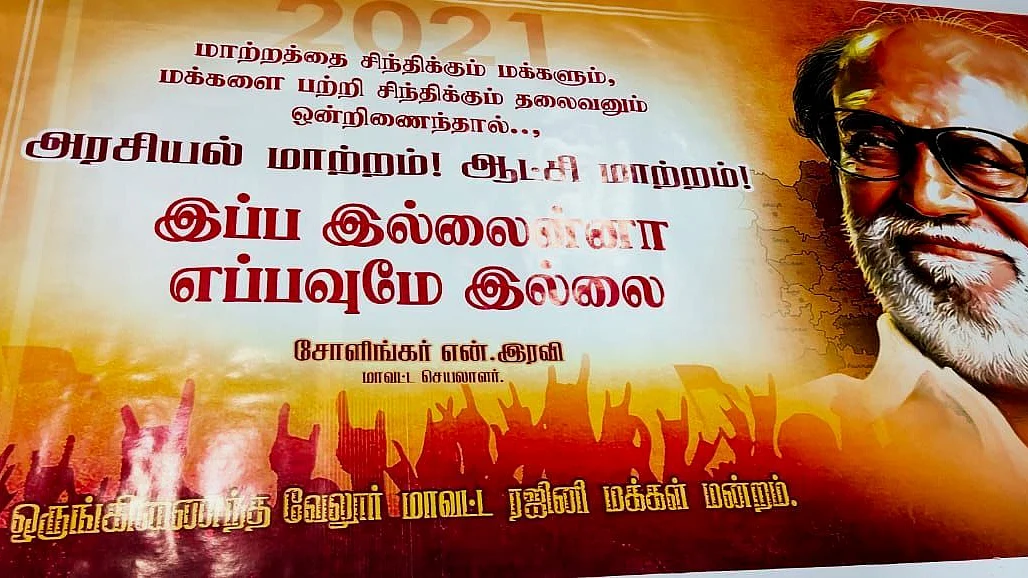 2021
மாற்றத்தை சிந்திக்கும் மக்களும்,
மக்களை பற்றி சிந்திக்கும் தலைவனும்
ஒன்றிணைந்தால்..,
அரசியல் மாற்றம்! ஆட்சி மாற்றம்!
இப்ப இல்லைன்னா
எப்பவுமே இல்லை
சோளிங்கர் என்.இரவி
மாவட்ட செயலாளர்.
ஒருங்கிணைந்த வேலூர் மாவட்ட ரஜினி மக்கள் மன்றம்.